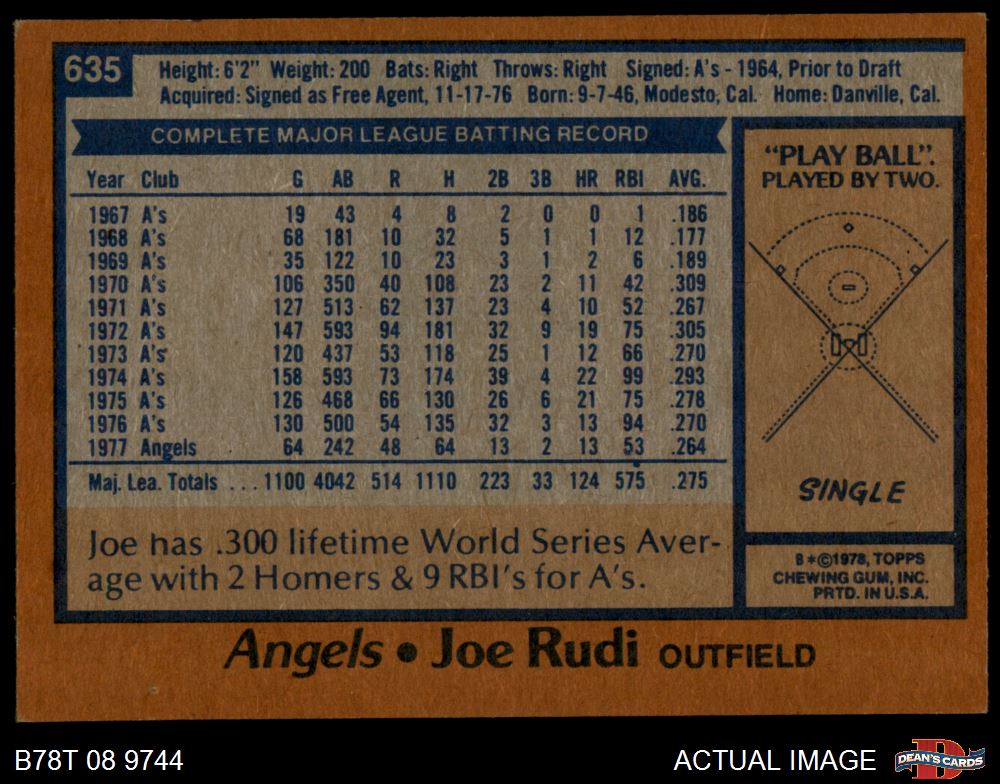 635
Height: 6'2" Weight: 200 Bats: Right Throws: Right Signed: A's - 1964, Prior to Draft
Acquired: Signed as Free Agent, 11-17-76 Born: 9-7-46, Modesto, Cal. Home: Danville, Cal.
COMPLETE MAJOR LEAGUE BATTING RECORD
Year Club G AB R H 2B 3B HR RBI AVG.
1967 A's 19 43 4 8 2 0 0 1 .186
1968 A's 68 181 10 32 5 1 1 12 .177
1969 A's 35 122 10 23 3 1 2 6 .189
1970 A's 106 350 40 108 23 2 11 42 .309
1971 A's 127 513 62 137 23 4 10 52 .267
1972 A's 147 593 94 181 32 9 19 75 .305
1973 A's 120 437 53 118 25 1 12 66 .270
1974 A's 158 593 73 174 39 4 22 99 .293
1975 A's 126 468 66 130 26 6 21 75 .278
1976 A's 130 500 54 135 32 3 13 94 .270
1977 Angels 64 242 48 64 13 2 13 53 .264
Maj. Lea. Totals ... 1100 4042 514 1110 223 33 124 575 .275
Joe has .300 lifetime World Series Aver-
age with 2 Homers & 9 RBI's for A's.
"PLAY BALL".
PLAYED BY TWO.
SINGLE
B*©1978, TOPPS
CHEWING GUM, INC.
PRTD. IN U.S.A.
Angels • Joe Rudi OUTFIELD
B78T 08 9744
ACTUAL IMAGE
DEAN'S CARDS